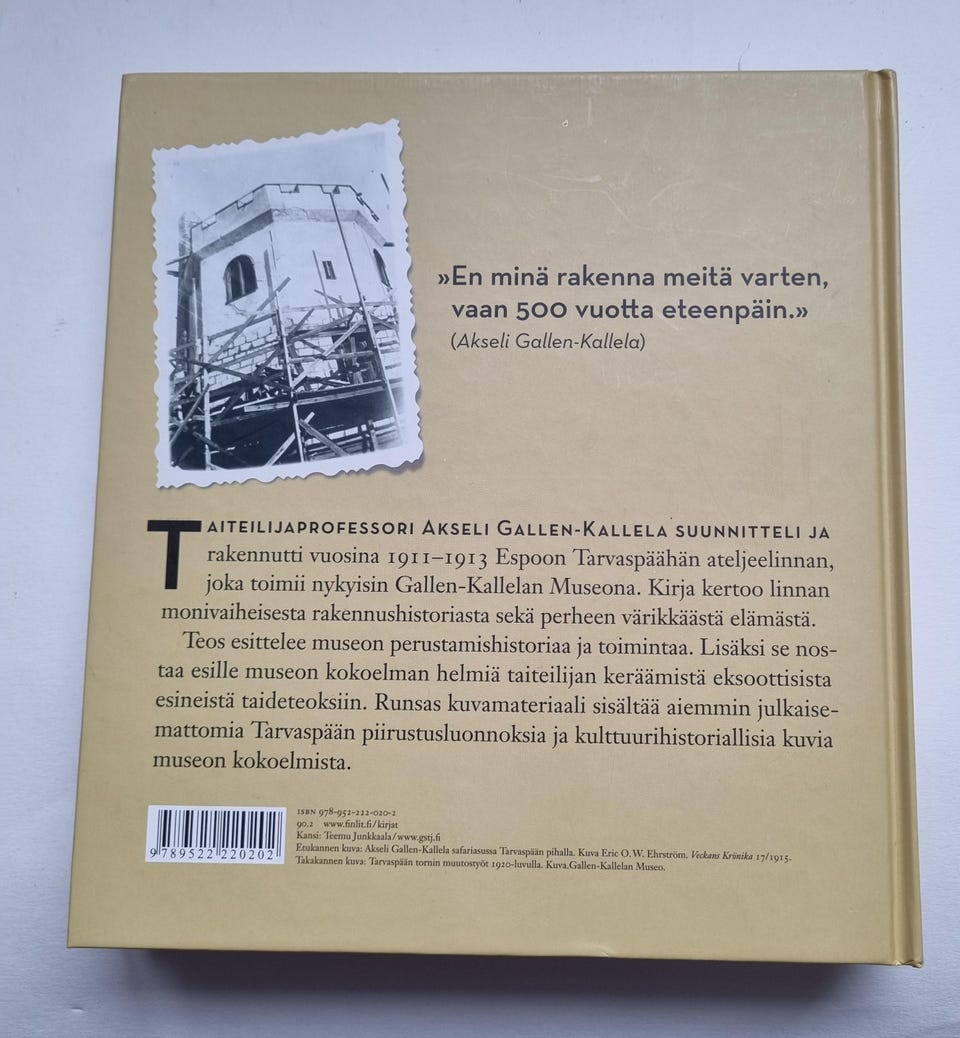 »En minä rakenna meitä varten,
vaan 500 vuotta eteenpäin.»
(Akseli Gallen-Kallela)
TAITEILIJAPROFESSORI AKSELI GALLEN-KALLELA SUUNNITTELI JA
rakennutti vuosina 1911–1913 Espoon Tarvaspäähän ateljeelinnan,
joka toimii nykyisin Gallen-Kallelan Museona. Kirja kertoo linnan
monivaiheisesta rakennushistoriasta sekä perheen värikkäästä elämästä.
Teos esittelee museon perustamishistoriaa ja toimintaa. Lisäksi se nos-
taa esille museon kokoelman helmiä taiteilijan keräämistä eksoottisista
esineistä taideteoksiin. Runsas kuvamateriaali sisältää aiemmin julkaise-
mattomia Tarvaspään piirustusluonnoksia ja kulttuurihistoriallisia kuvia
museon kokoelmista.
ISBN 978-952-222-020-2
90.2 www.finlit.fi/kirjat
Kansi: Teemu Junkkaala/www.gstj.fi
Etukannen kuva: Akseli Gallen-Kallela safariasussa Tarvaspään pihalla. Kuva Eric O. W. Ehrström. Veckans Krönika 17/1915.
Takakannen kuva: Tarvaspään tornin muutostyöt 1920-luvulla. Kuva.Gallen-Kallelan Museo.
9 789522 220202